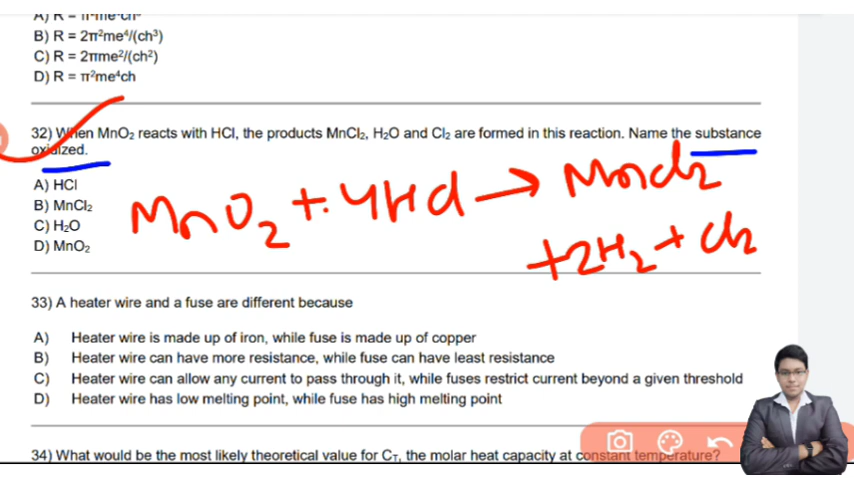 B) R = 2π²me⁴/(ch³)
C) R = 2πme²/(ch²)
D) R = π²me⁴ch
32) When MnO₂ reacts with HCl, the products MnCl₂, H₂O and Cl₂ are formed in this reaction. Name the substance
oxidized.
A) HCl
B) MnCl₂
C) H₂O
D) MnO₂
MnO₂ + 4HCl → MnCl₂
+ 2H₂ + Cl₂
33) A heater wire and a fuse are different because
A) Heater wire is made up of iron, while fuse is made up of copper
B) Heater wire can have more resistance, while fuse can have least resistance
C) Heater wire can allow any current to pass through it, while fuses restrict current beyond a given threshold
D) Heater wire has low melting point, while fuse has high melting point
34) What would be the most likely theoretical value for Cᴛ, the molar heat capacity at constant temperature?